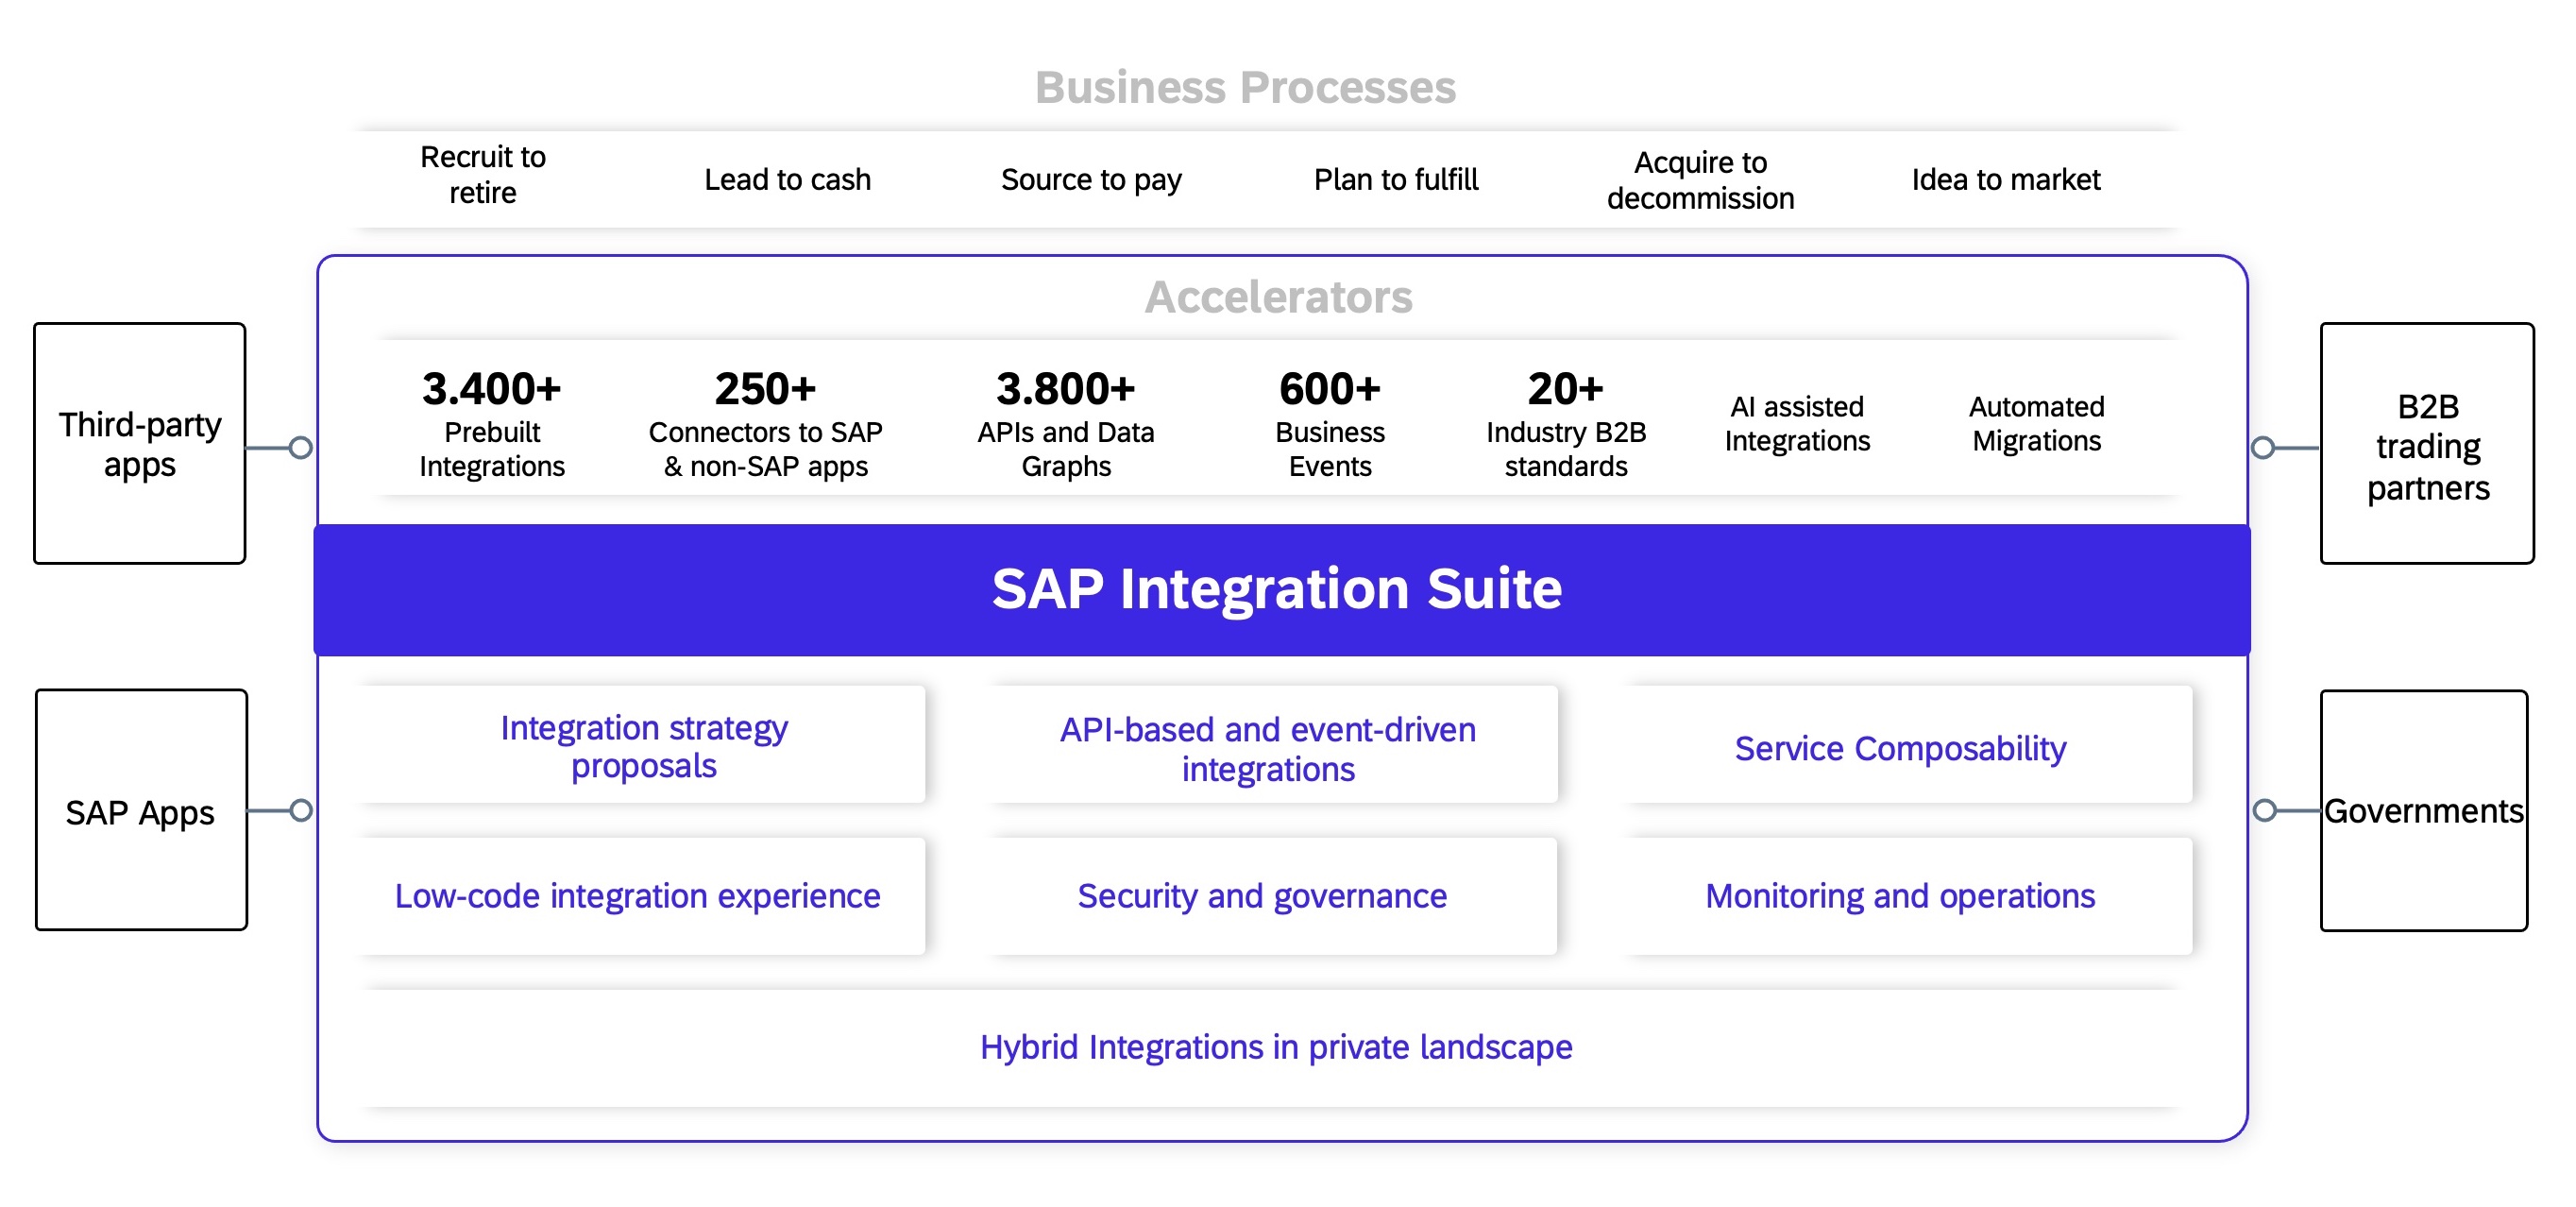 Business Processes
Recruit to
retire
Lead to cash
Source to pay
Plan to fulfill
Acquire to
decommission
Idea to market
Accelerators
3.400+
Prebuilt
Integrations
250+
Connectors to SAP
& non-SAP apps
3.800+
APIs and Data
Graphs
600+
Business
Events
20+
Industry B2B
standards
AI assisted
Integrations
Automated
Migrations
Third-party
apps
B2B
trading
partners
SAP Integration Suite
SAP Apps
Governments
Integration strategy
proposals
API-based and event-driven
integrations
Service Composability
Low-code integration experience
Security and governance
Monitoring and operations
Hybrid Integrations in private landscape